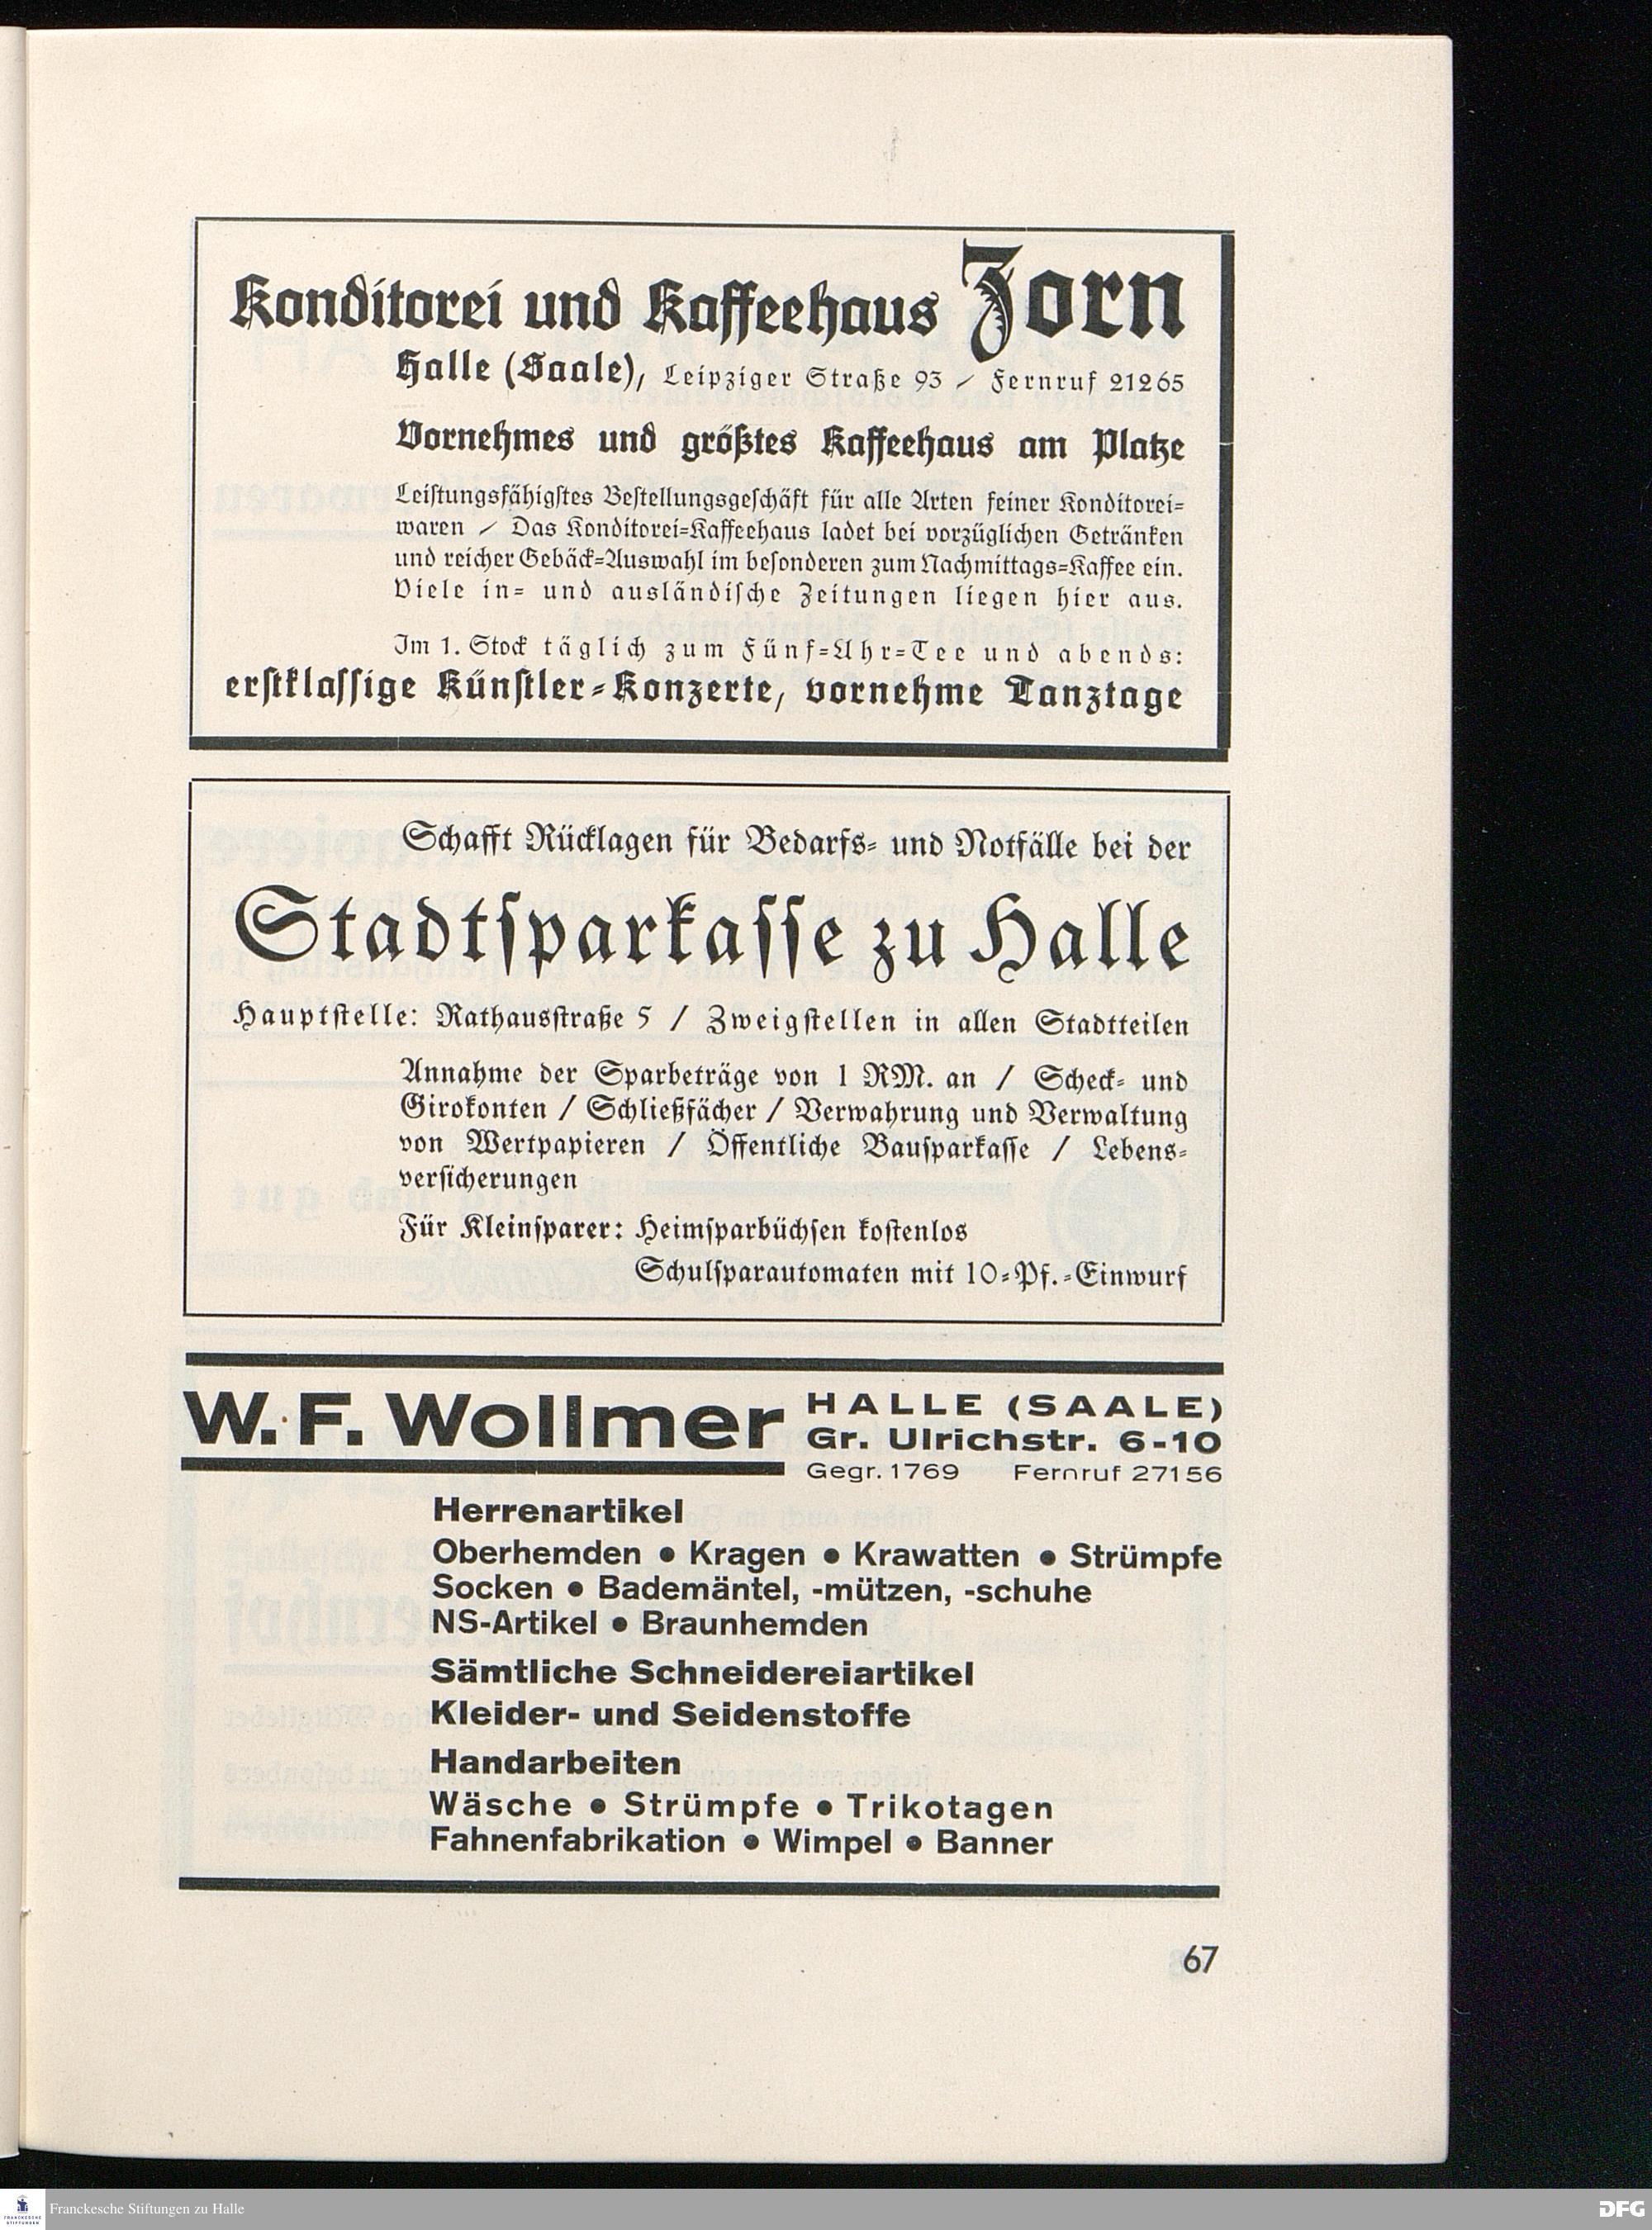 Konditorei und Kaffeehaus Zorn
Halle (Saale), Leipziger Straße 93 / Fernruf 21265
Vornehmes und größtes Kaffeehaus am Platze
Leistungsfähigstes Bestellungsgeschäft für alle Arten feiner Konditorei-
waren / Das Konditorei-Kaffeehaus ladet bei vorzüglichen Getränken
und reicher Gebäck-Auswahl im besonderen zum Nachmittags-Kaffee ein.
Viele in- und ausländische Zeitungen liegen hier aus.
Im 1. Stock täglich zum Fünf-Uhr-Tee und abends:
erstklassige Künstler-Konzerte, vornehme Tanztage
Schafft Rücklagen für Bedarfs- und Notfälle bei der
Stadtsparkasse zu Halle
Hauptstelle: Rathausstraße 5 / Zweigstellen in allen Stadtteilen
Annahme der Sparbeträge von 1 RM. an / Scheck- und
Girokonten / Schließfächer / Verwahrung und Verwaltung
von Wertpapieren / Öffentliche Bausparkasse / Lebens-
versicherungen
Für Kleinsparer: Heimsparbüchsen kostenlos
Schulsparautomaten mit 10-Pf.-Einwurf
W. F. Wollmer
HALLE (SAALE)
Gr. Ulrichstr. 6-10
Gegr. 1769 Fernruf 27156
Herrenartikel
Oberhemden • Kragen • Krawatten • Strümpfe
Socken • Bademäntel, -mützen, -schuhe
NS-Artikel • Braunhemden
Sämtliche Schneidereiartikel
Kleider- und Seidenstoffe
Handarbeiten
Wäsche • Strümpfe • Trikotagen
Fahnenfabrikation • Wimpel • Banner
67
FRANCKESCHE
STIFTUNGEN
Franckesche Stiftungen zu Halle
DFG